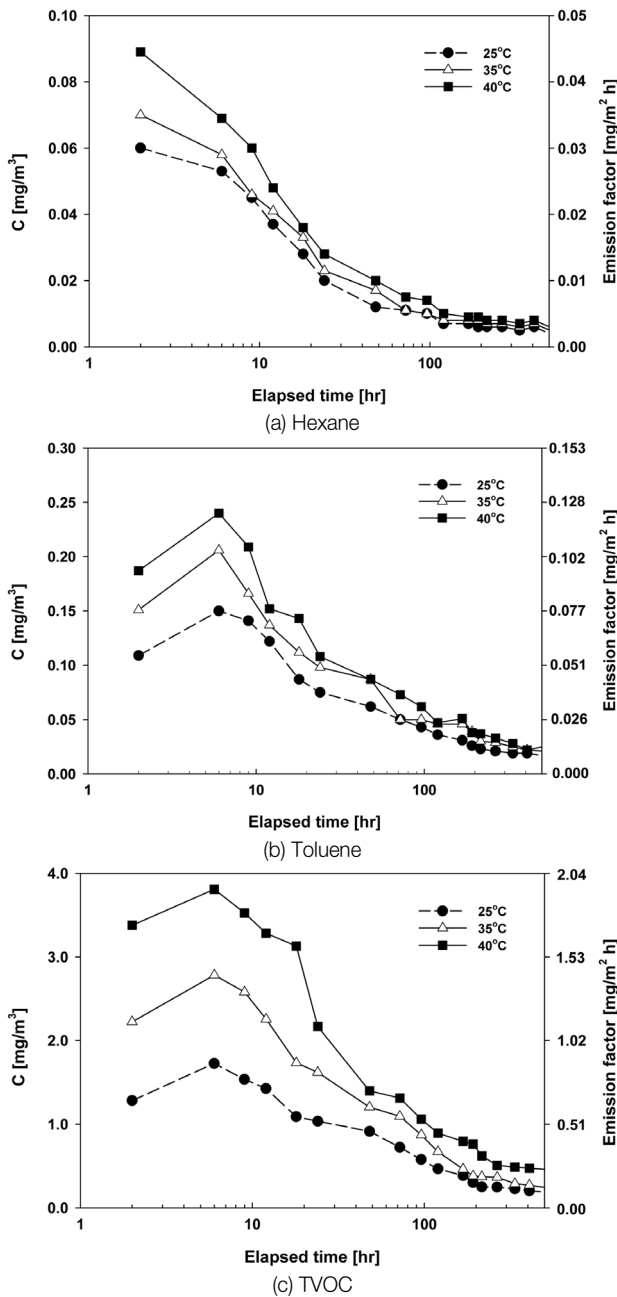 0.10
0.08
0.06
0.04
0.02
0.00
C [mg/m³]
0.05
0.04
0.03
0.02
0.01
0.00
Emission factor [mg/m² h]
25°C
35°C
40°C
1
10
100
Elapsed time [hr]
(a) Hexane
0.30
0.25
0.20
0.15
0.10
0.05
0.00
C [mg/m³]
0.153
0.128
0.102
0.077
0.051
0.026
0.000
Emission factor [mg/m² h]
25°C
35°C
40°C
1
10
100
Elapsed time [hr]
(b) Toluene
4.0
3.0
2.0
1.0
0.0
C [mg/m³]
2.04
1.53
1.02
0.51
0.00
Emission factor [mg/m² h]
25°C
35°C
40°C
1
10
100
Elapsed time [hr]
(c) TVOC